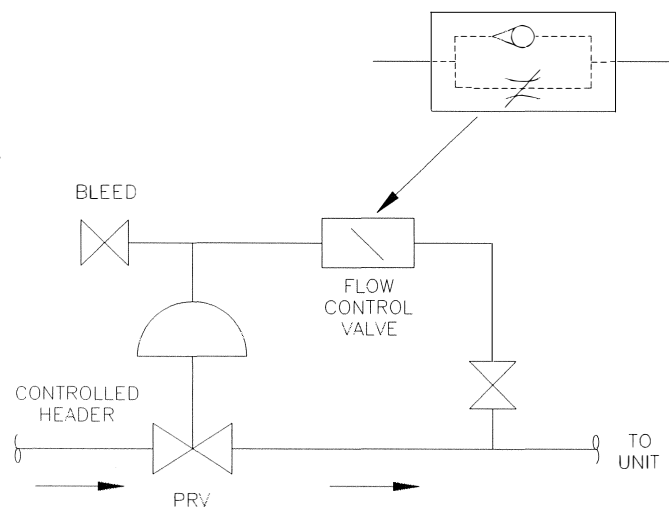 BLEED
FLOW
CONTROL
VALVE
CONTROLLED
HEADER
TO
UNIT
PRV